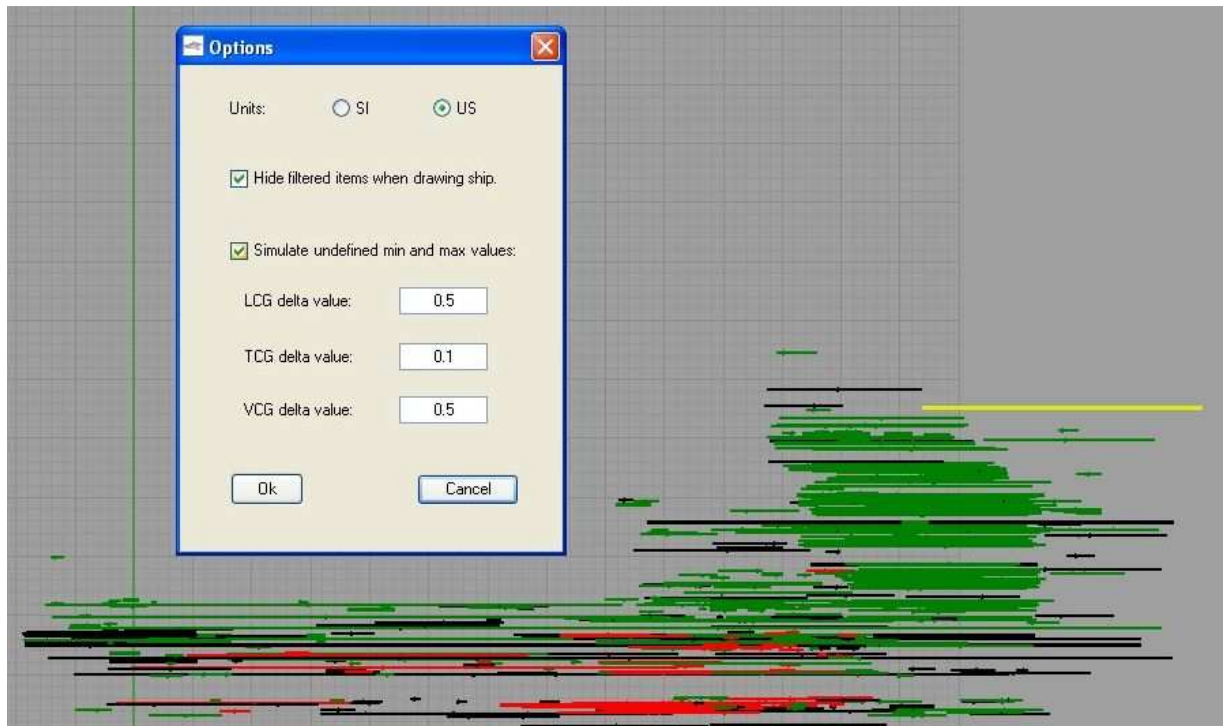 Options
Units: SI US
Hide filtered items when drawing ship.
Simulate undefined min and max values:
LCG delta value: 0.5
TCG delta value: 0.1
VCG delta value: 0.5
Ok Cancel